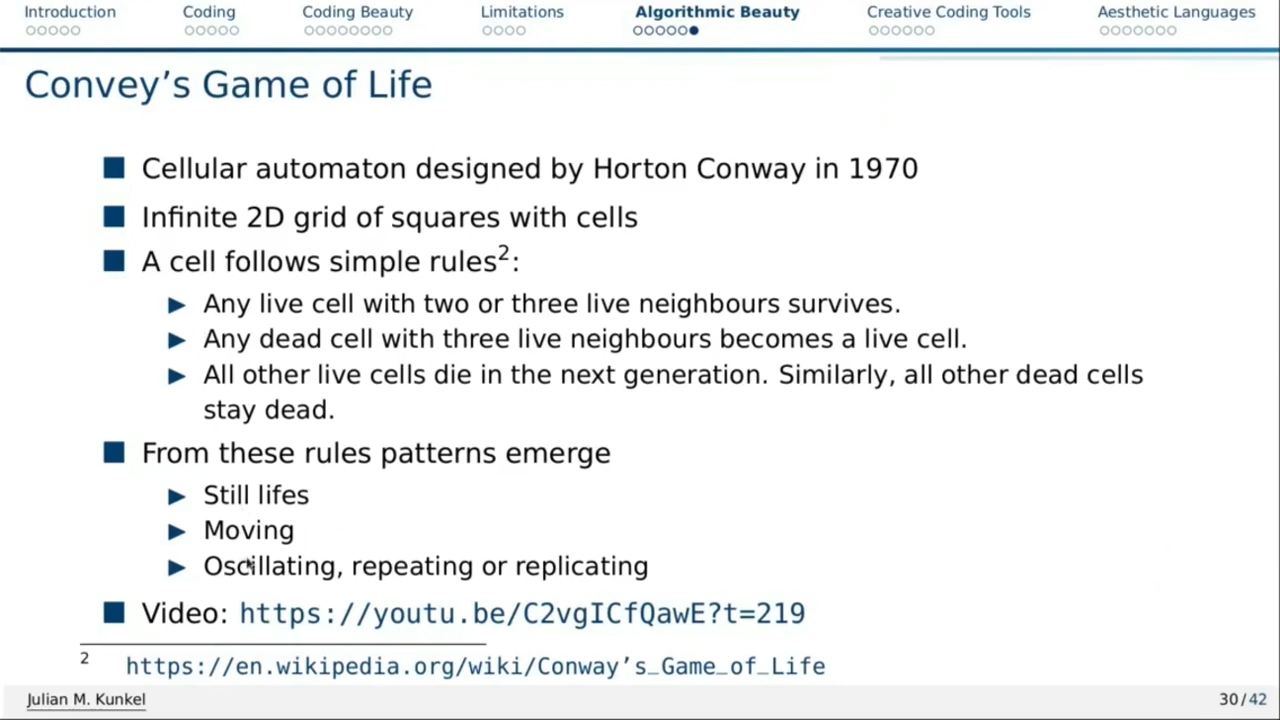 Introduction Coding Coding Beauty Limitations Algorithmic Beauty Creative Coding Tools Aesthetic Languages
Convey’s Game of Life
Cellular automaton designed by Horton Conway in 1970
Infinite 2D grid of squares with cells
A cell follows simple rules2:
Any live cell with two or three live neighbours survives.
Any dead cell with three live neighbours becomes a live cell.
All other live cells die in the next generation. Similarly, all other dead cells
stay dead.
From these rules patterns emerge
Still lifes
Moving
Oscillating, repeating or replicating
Video: https://youtu.be/C2vgICfQawE?t=219
2 https://en.wikipedia.org/wiki/Conway’s_Game_of_Life
Julian M. Kunkel 30/42